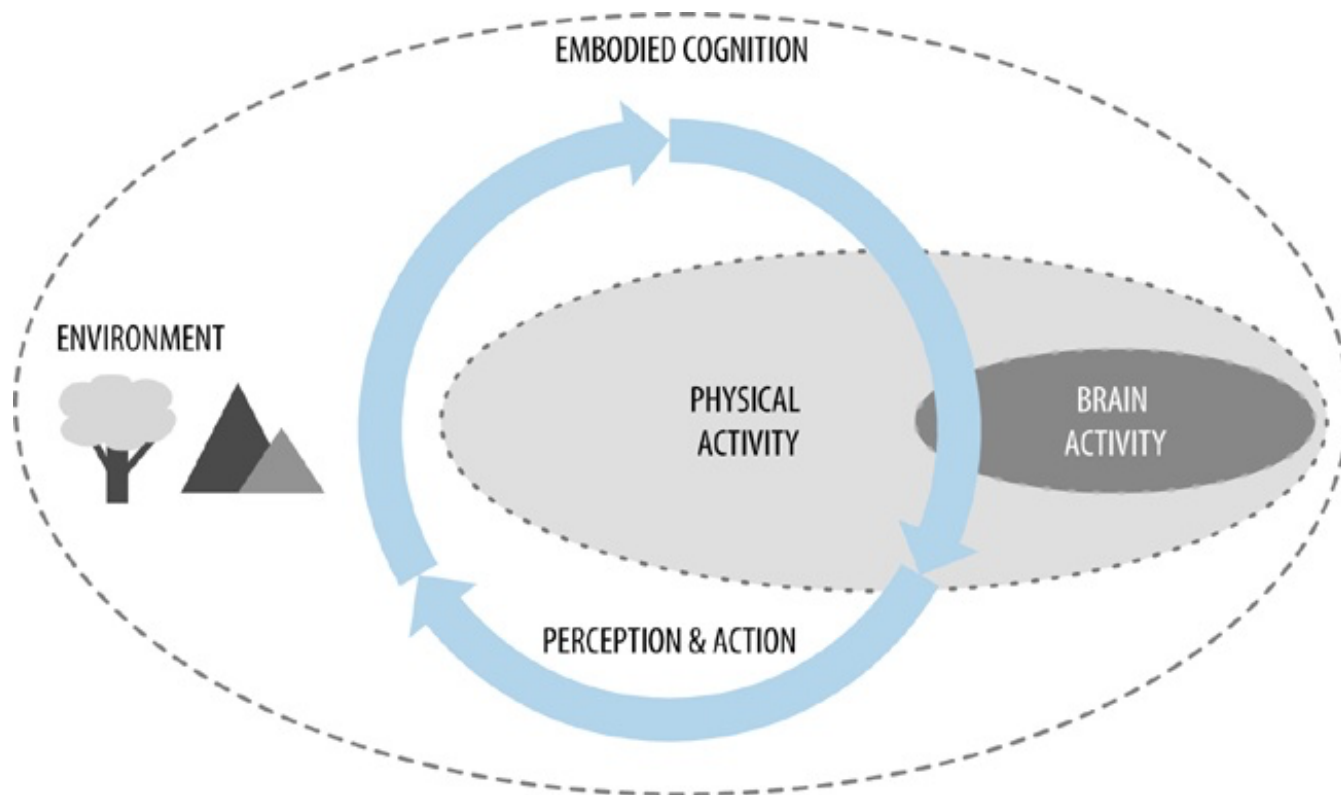 EMBODIED COGNITION
ENVIRONMENT
PHYSICAL
ACTIVITY
BRAIN
ACTIVITY
PERCEPTION & ACTION